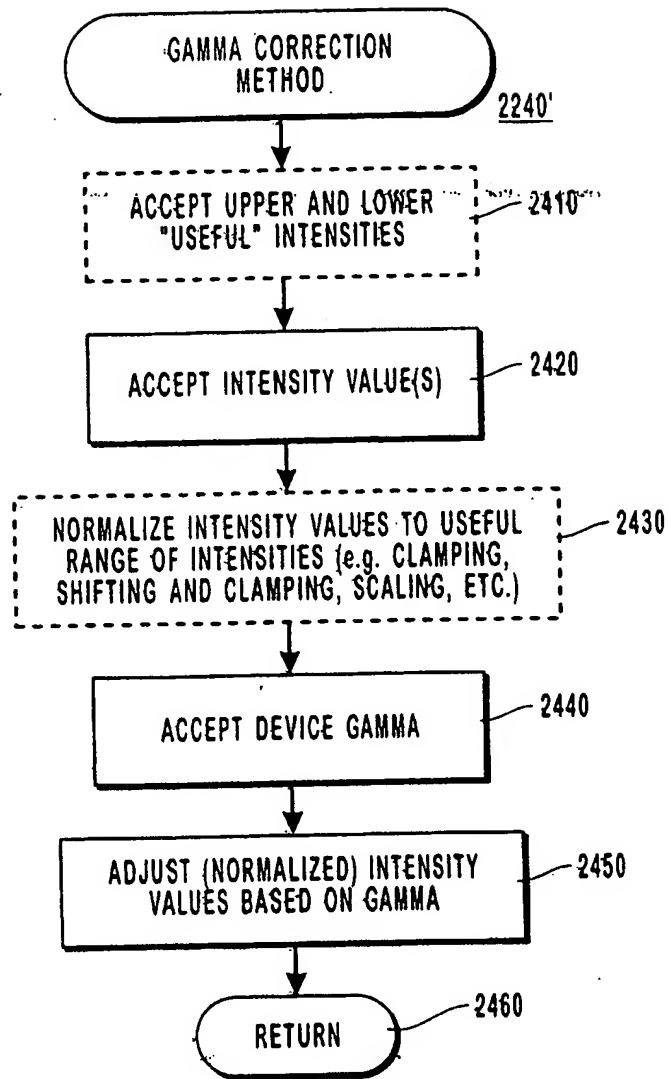 GAMMA CORRECTION
METHOD
2240'
ACCEPT UPPER AND LOWER
"USEFUL" INTENSITIES
2410
ACCEPT INTENSITY VALUE(S)
2420
NORMALIZE INTENSITY VALUES TO USEFUL
RANGE OF INTENSITIES (e.g. CLAMPING,
SHIFTING AND CLAMPING, SCALING, ETC.)
2430
ACCEPT DEVICE GAMMA
2440
ADJUST (NORMALIZED) INTENSITY
VALUES BASED ON GAMMA
2450
RETURN
2460